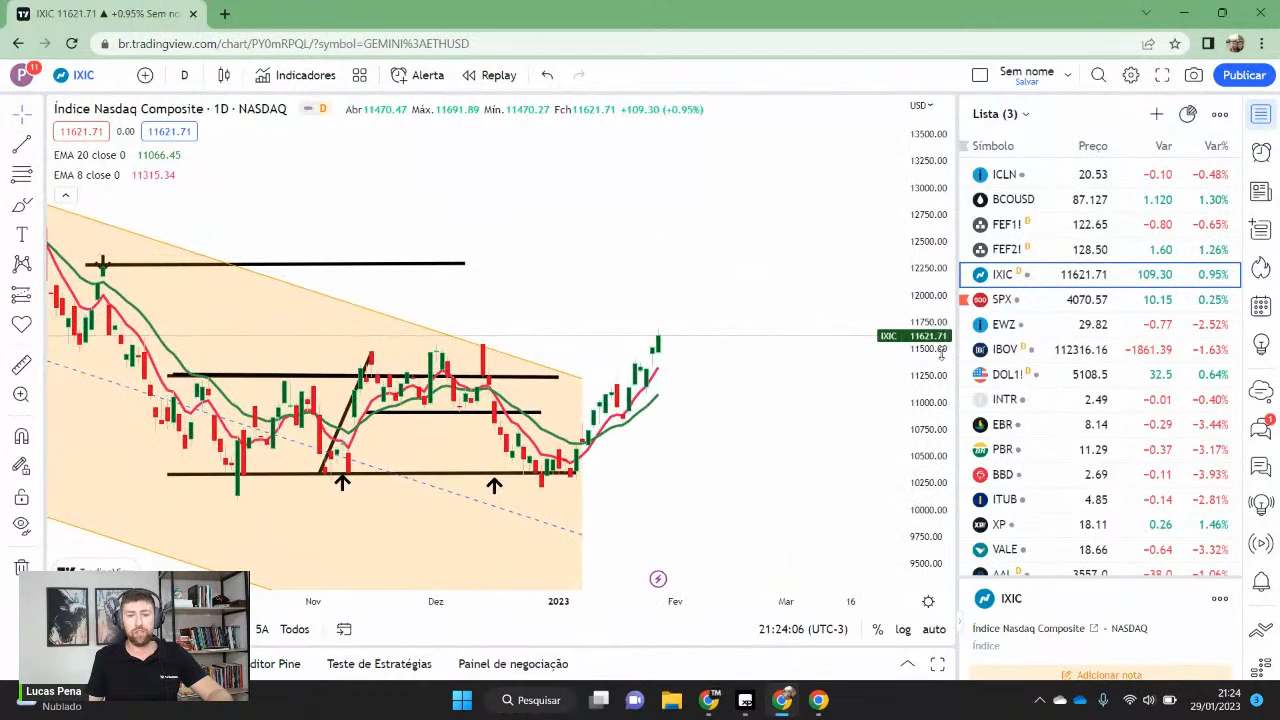 IXIC 11621.71 ▲ +0.95% Sem no
br.tradingview.com/chart/PY0mRPQL/?symbol=GEMINI%3AETHUSD
P 11 IXIC D Indicadores Alerta Replay Sem nome Salvar Publicar
Índice Nasdaq Composite · 1D · NASDAQ D Abr11470.47 Máx.11691.89 Mín.11470.27 Fch11621.71 +109.30 (+0.95%)
11621.71 0.00 11621.71
EMA 20 close 0 11066.45
EMA 8 close 0 11315.34
USD
13500.00
13250.00
13000.00
12750.00
12500.00
12250.00
12000.00
11750.00
IXIC 11621.71
11500.00
11250.00
11000.00
10750.00
10500.00
10250.00
10000.00
9750.00
9500.00
Nov Dez 2023 Fev Mar 16
5A Todos 21:24:06 (UTC-3) % log auto
ditor Pine Teste de Estratégias Painel de negociação
Lista (3)
Símbolo Preço Var Var%
ICLN 20.53 −0.10 −0.48%
BCOUSD 87.127 1.120 1.30%
FEF1! D 122.65 −0.80 −0.65%
FEF2! D 128.50 1.60 1.26%
IXIC D 11621.71 109.30 0.95%
500 SPX 4070.57 10.15 0.25%
EWZ 29.82 −0.77 −2.52%
IBOV D 112316.16 −1861.39 −1.63%
DOL1! D 5108.5 32.5 0.64%
INTR 2.49 −0.01 −0.40%
EBR 8.14 −0.29 −3.44%
PBR 11.29 −0.37 −3.17%
BBD 2.69 −0.11 −3.93%
ITUB 4.85 −0.14 −2.81%
XP 18.11 0.26 1.46%
VALE 18.66 −0.64 −3.32%
1
IXIC
Índice Nasdaq Composite - NASDAQ
Índice
Adicionar nota
Lucas Pena
Nublado
Pesquisar
21:24
29/01/2023
3